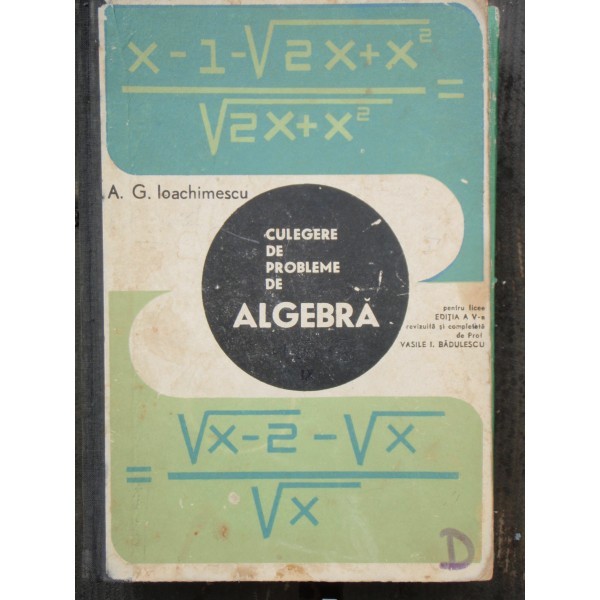 x-1-√2x+x²
=
√2x+x²
A. G. Ioachimescu
CULEGERE
DE
PROBLEME
DE
ALGEBRĂ
pentru licee
EDIȚIA A V-a
revizuită și completată
de Prof.
VASILE I. BĂDULESCU
√x-2 - √x
=
√x
D